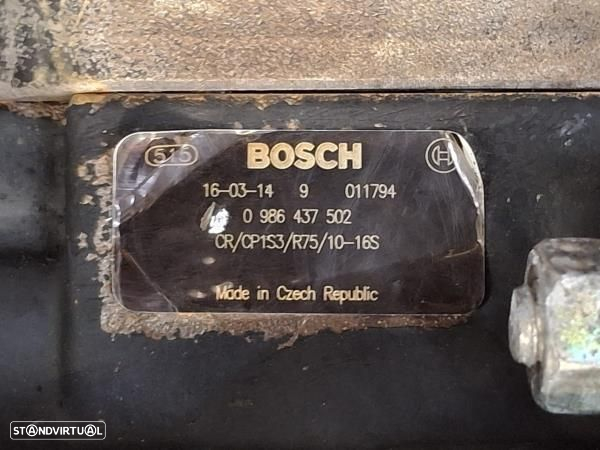 515 BOSCH
16-03-14 9 011794
0 986 437 502
CR/CP1S3/R75/10-16S
Made in Czech Republic
STANDVIRTUAL